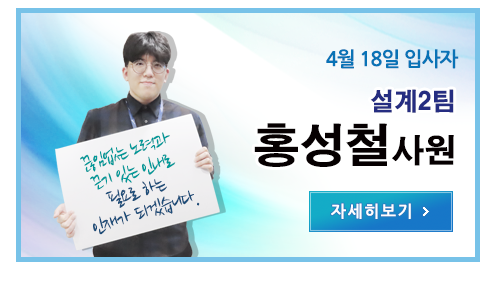 4월 18일 입사자
설계2팀
홍성철사원
자세히보기 >
끊임없는 노력과
끈기 있는 인내로
필요로 하는
인재가 되겠습니다.